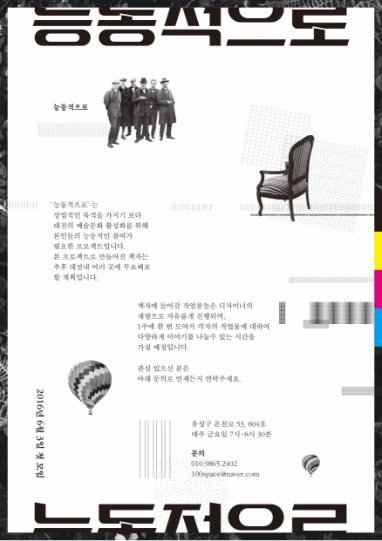 능동적으로
능동적으로
'능동적으로' 는
상업적인 목적을 가지기 보다
대전의 예술문화 활성화를 위해
본인들의 능동적인 참여가
필요한 프로젝트입니다.
본 프로젝트로 만들어진 책자는
추후 대전내 여러 곳에 무료배포
할 계획입니다.
책자에 들어갈 작업물들은 디자이너의
재량으로 자유롭게 진행되며,
1주에 한 번 모여서 각자의 작업물에 대하여
다양하게 이야기를 나눌수 있는 시간을
가질 예정입니다.
관심 있으신 분은
아래 문의로 언제든지 연락주세요.
2016년 6월 3일 첫 모임
유성구 온천로 53, 804호
매주 금요일 7시-8시 30분
문의
010.9865.2402
100space@naver.com
능동적으로